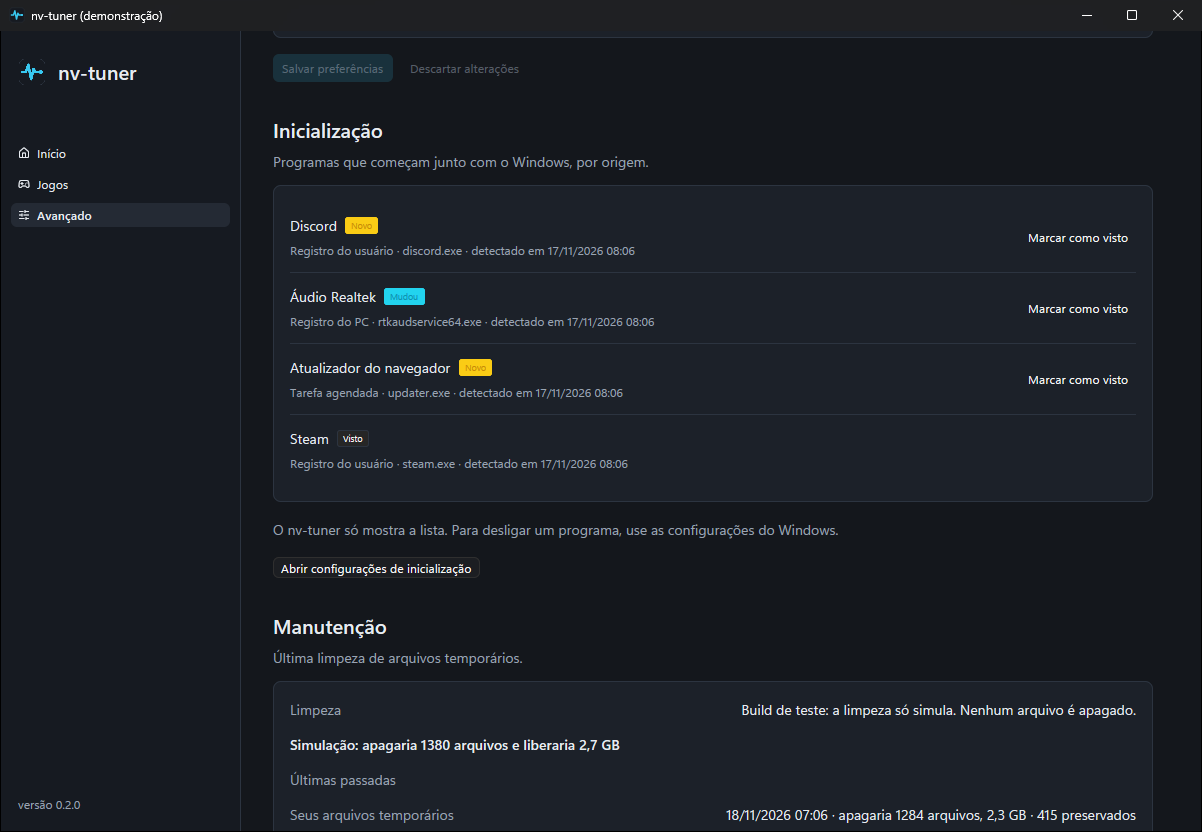 nv-tuner (demonstração)
nv-tuner
Início
Jogos
Avançado
versão 0.2.0
Salvar preferências Descartar alterações
Inicialização
Programas que começam junto com o Windows, por origem.
Discord Novo
Registro do usuário · discord.exe · detectado em 17/11/2026 08:06
Marcar como visto
Áudio Realtek Mudou
Registro do PC · rtkaudservice64.exe · detectado em 17/11/2026 08:06
Marcar como visto
Atualizador do navegador Novo
Tarefa agendada · updater.exe · detectado em 17/11/2026 08:06
Marcar como visto
Steam Visto
Registro do usuário · steam.exe · detectado em 17/11/2026 08:06
O nv-tuner só mostra a lista. Para desligar um programa, use as configurações do Windows.
Abrir configurações de inicialização
Manutenção
Última limpeza de arquivos temporários.
Limpeza Build de teste: a limpeza só simula. Nenhum arquivo é apagado.
Simulação: apagaria 1380 arquivos e liberaria 2,7 GB
Últimas passadas
Seus arquivos temporários 18/11/2026 07:06 · apagaria 1284 arquivos, 2,3 GB · 415 preservados